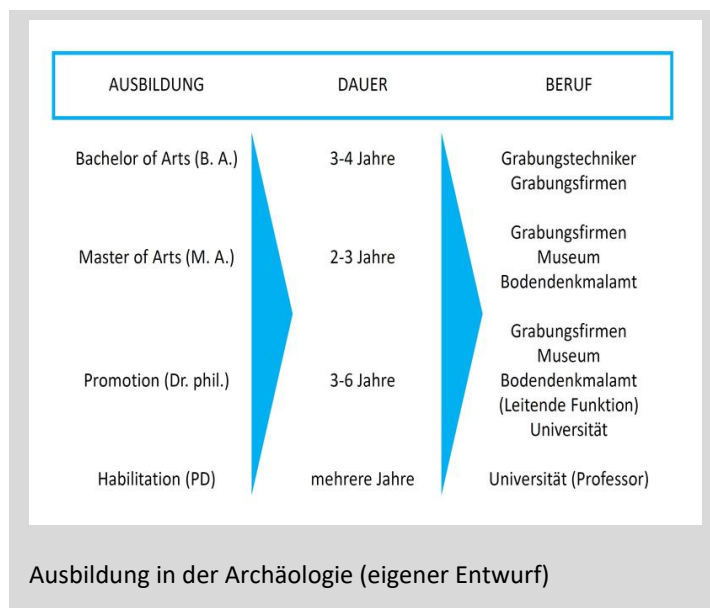 AUSBILDUNG DAUER BERUF
Bachelor of Arts (B. A.) 3-4 Jahre Grabungstechniker
Grabungsfirmen
Master of Arts (M. A.) 2-3 Jahre Grabungsfirmen
Museum
Bodendenkmalamt
Promotion (Dr. phil.) 3-6 Jahre Grabungsfirmen
Museum
Bodendenkmalamt
(Leitende Funktion)
Universität
Habilitation (PD) mehrere Jahre Universität (Professor)
Ausbildung in der Archäologie (eigener Entwurf)